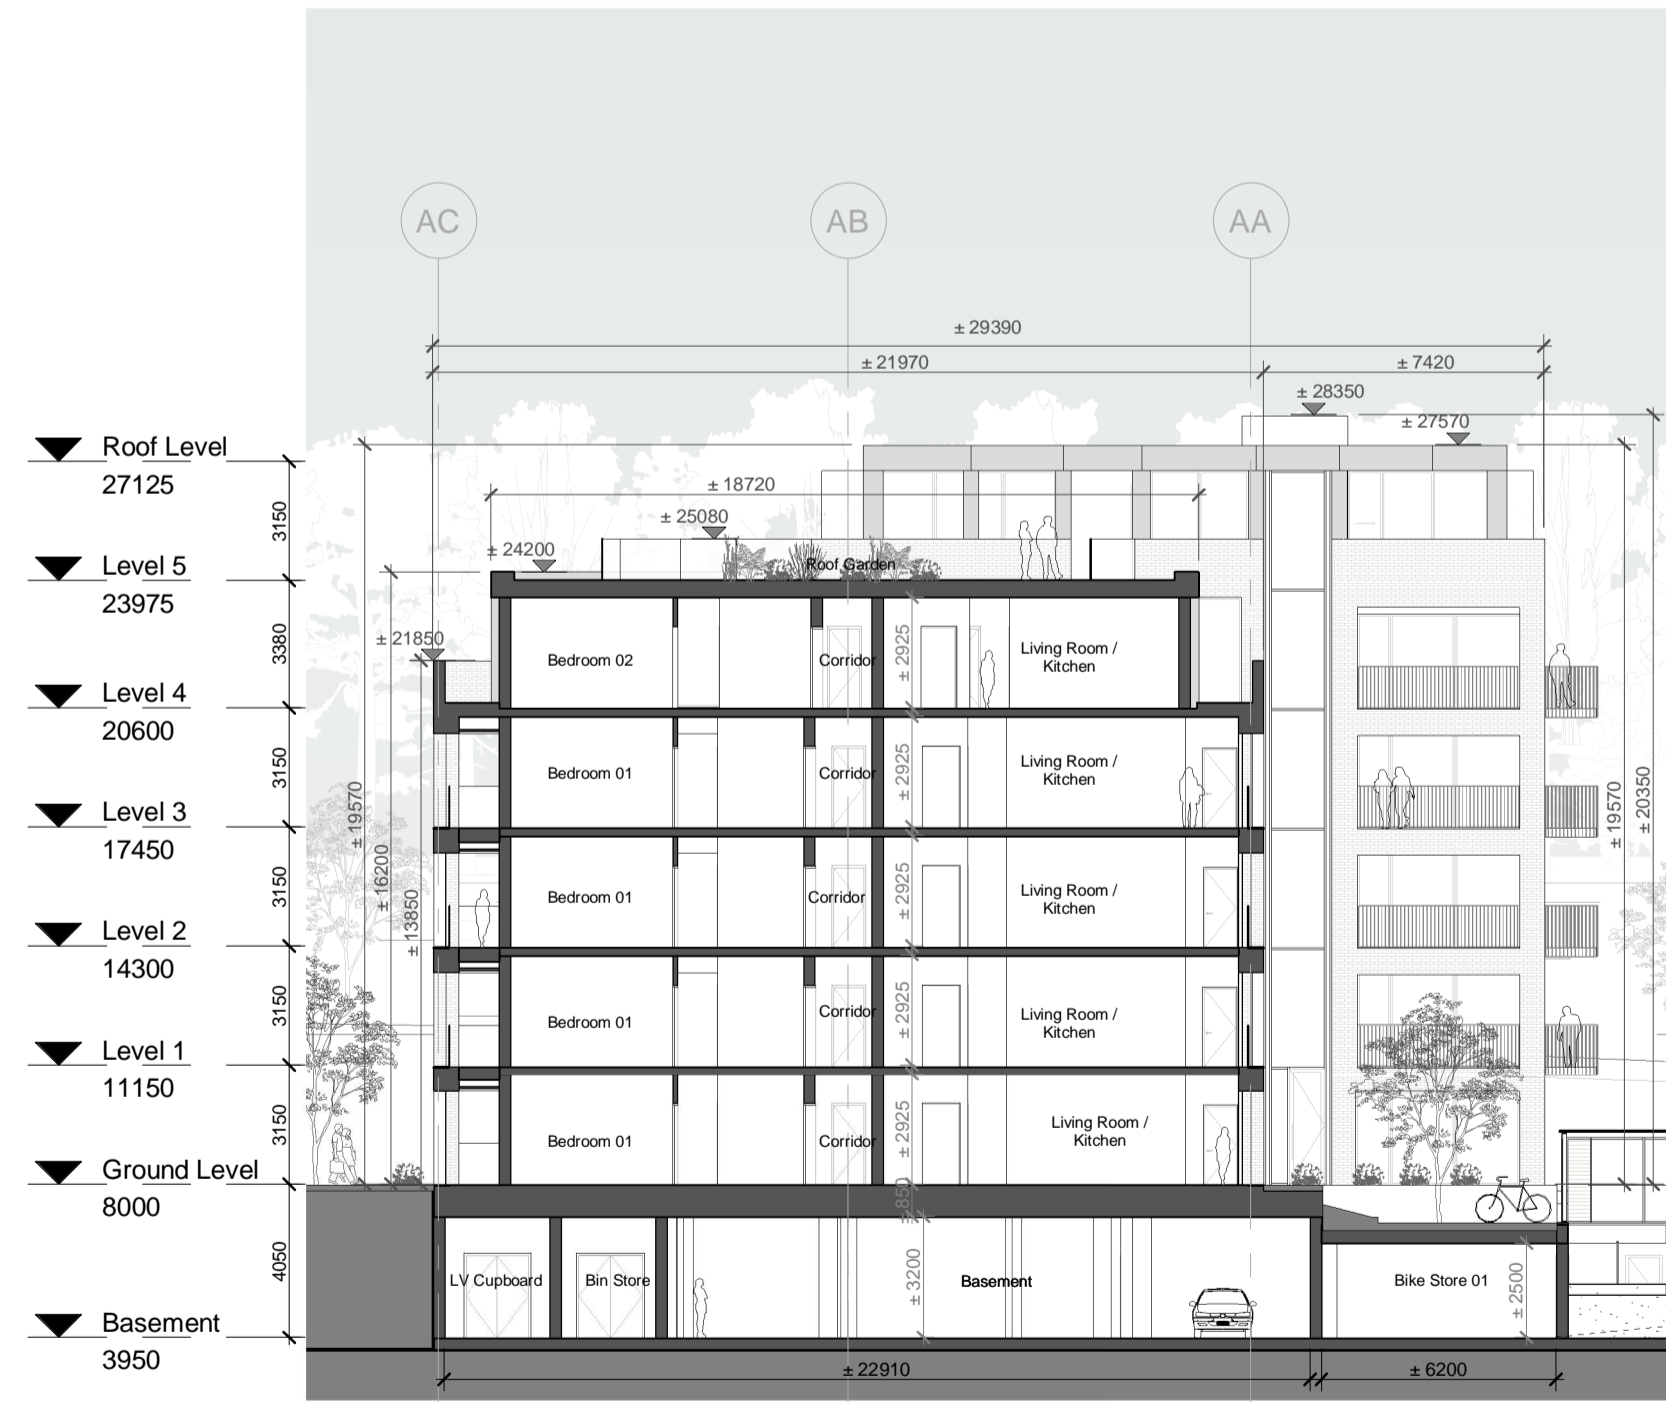 AC
AB
AA
± 29390
± 21970
± 7420
± 28350
± 27570
Roof Level
27125
± 18720
± 25080
± 24200
3150
Level 5
23975
Roof Garden
± 21850
3380
Bedroom 02
Corridor
± 2925
Living Room /
Kitchen
Level 4
20600
3150
Bedroom 01
Corridor
± 2925
Living Room /
Kitchen
± 19570
± 19570
± 20350
Level 3
17450
± 16200
± 13850
3150
Bedroom 01
Corridor
± 2925
Living Room /
Kitchen
Level 2
14300
3150
Bedroom 01
Corridor
± 2925
Living Room /
Kitchen
Level 1
11150
3150
Bedroom 01
Corridor
± 2925
Living Room /
Kitchen
Ground Level
8000
± 850
4050
LV Cupboard
Bin Store
± 3200
Basement
Bike Store 01
± 2500
Basement
3950
± 22910
± 6200